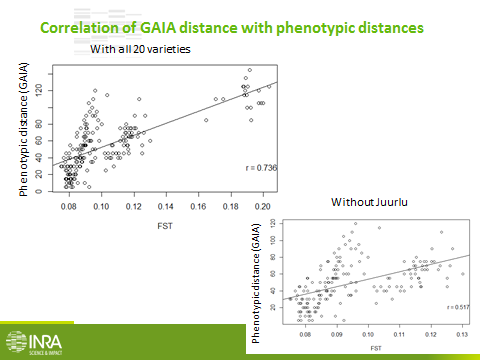 Correlation of GAIA distance with phenotypic distances
With all 20 varieties
Phenotypic distance (GAIA)
120
80
60
40
20
0
r = 0.736
0.08 0.10 0.12 0.14 0.16 0.18 0.20
FST
Without Juurlu
Phenotypic distance (GAIA)
120
100
80
60
40
20
r = 0.517
0.08 0.09 0.10 0.11 0.12 0.13
FST
INRA
SCIENCE & IMPACT